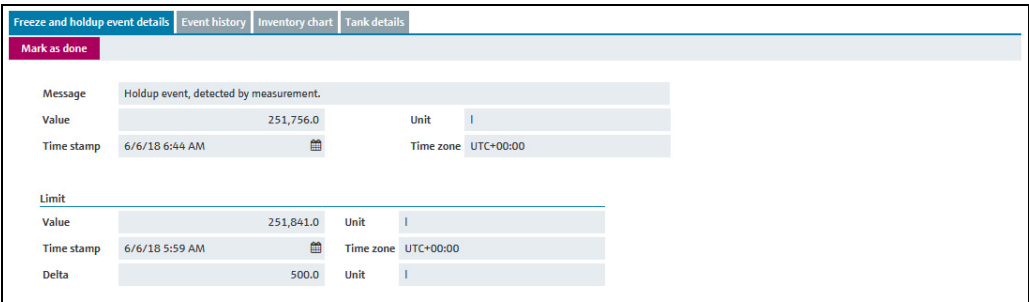 Freeze and holdup event details Event history Inventory chart Tank details
Mark as done
Message Holdup event, detected by measurement.
Value 251,756.0 Unit l
Time stamp 6/6/18 6:44 AM Time zone UTC+00:00
Limit
Value 251,841.0 Unit l
Time stamp 6/6/18 5:59 AM Time zone UTC+00:00
Delta 500.0 Unit l